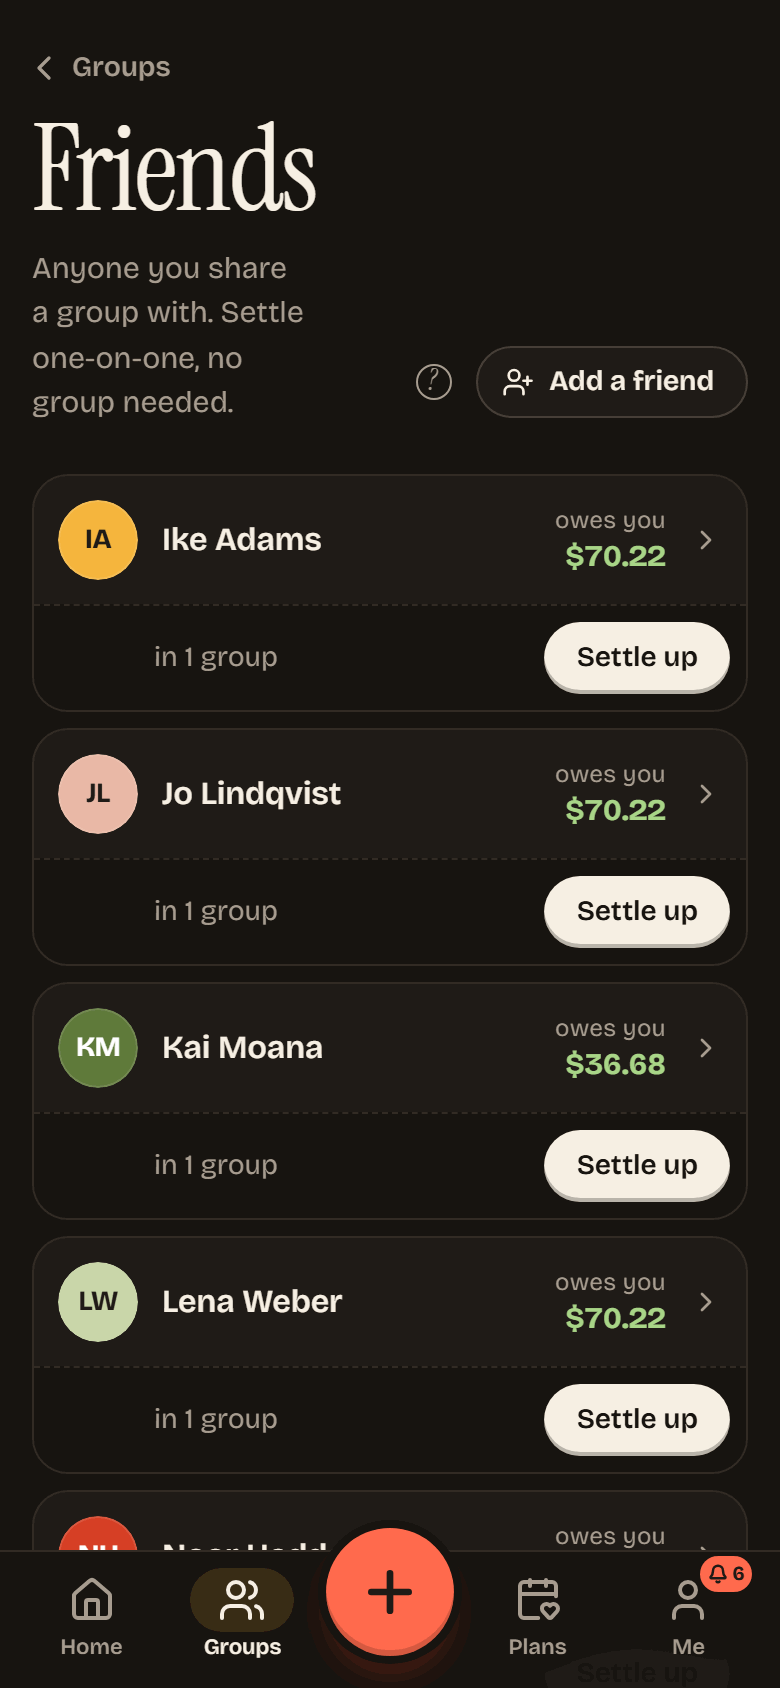 Groups
Friends
Anyone you share
a group with. Settle
one-on-one, no
group needed.
?
Add a friend
IA
Ike Adams
owes you
$70.22
in 1 group
Settle up
JL
Jo Lindqvist
owes you
$70.22
in 1 group
Settle up
KM
Kai Moana
owes you
$36.68
in 1 group
Settle up
LW
Lena Weber
owes you
$70.22
in 1 group
Settle up
owes you
6
Home
Groups
Plans
Me
Settle up